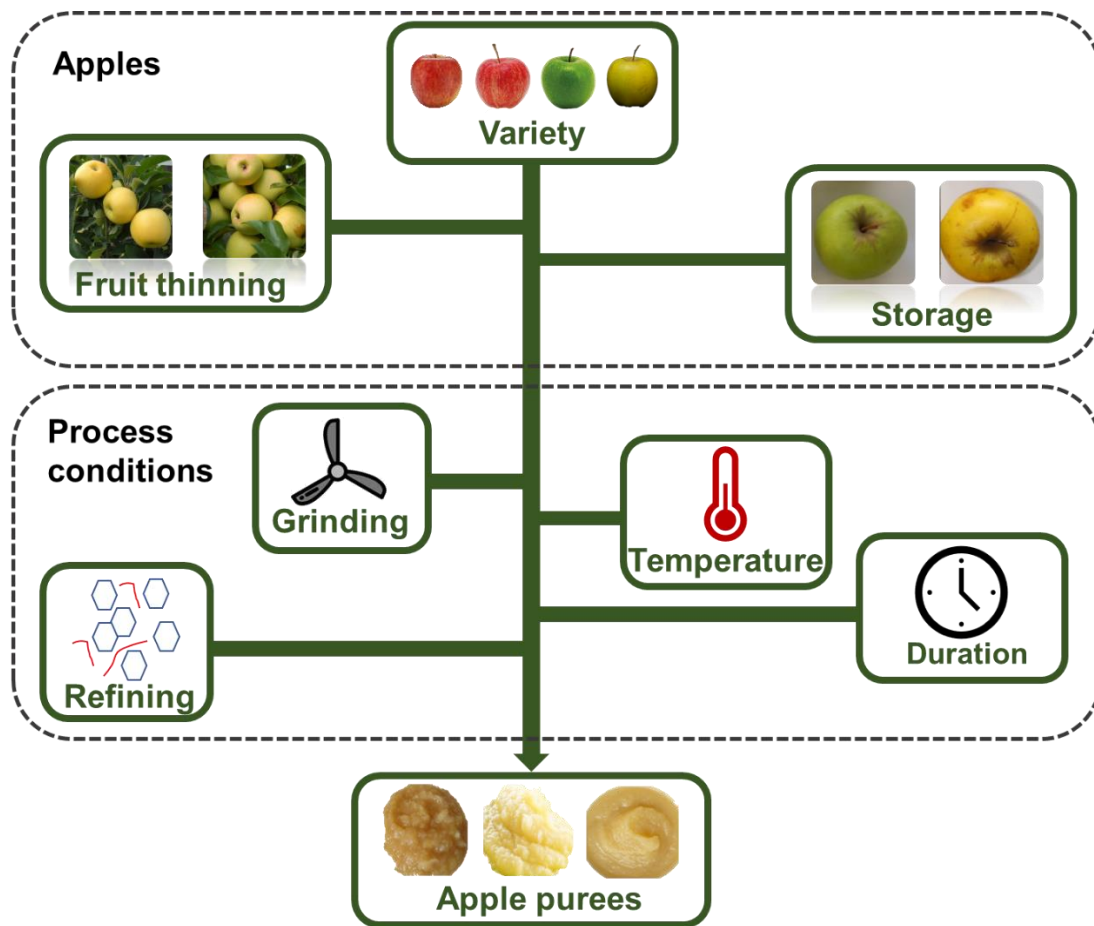 Apples
Variety
Fruit thinning
Storage
Process
conditions
Grinding
Temperature
Refining
Duration
Apple purees